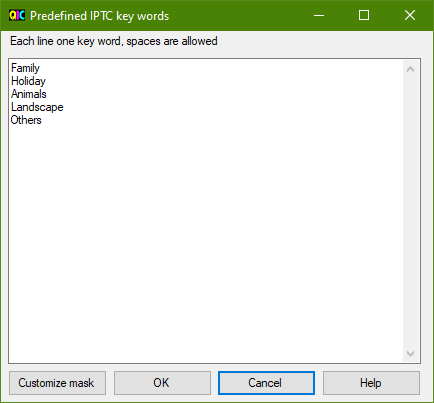 QIC Predefined IPTC key words
Each line one key word, spaces are allowed
Family
Holiday
Animals
Landscape
Others
Customize mask OK Cancel Help